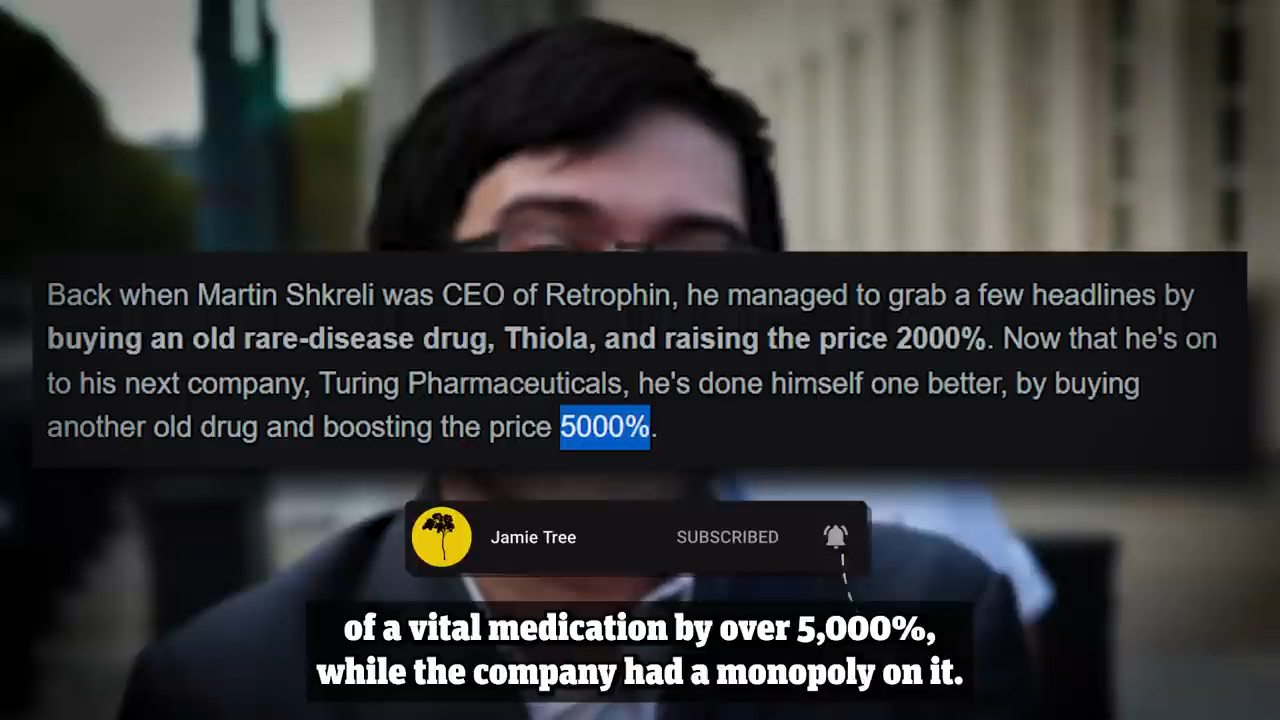 Back when Martin Shkreli was CEO of Retrophin, he managed to grab a few headlines by
buying an old rare-disease drug, Thiola, and raising the price 2000%. Now that he's on
to his next company, Turing Pharmaceuticals, he's done himself one better, by buying
another old drug and boosting the price 5000%.
Jamie Tree SUBSCRIBED
of a vital medication by over 5,000%,
while the company had a monopoly on it.